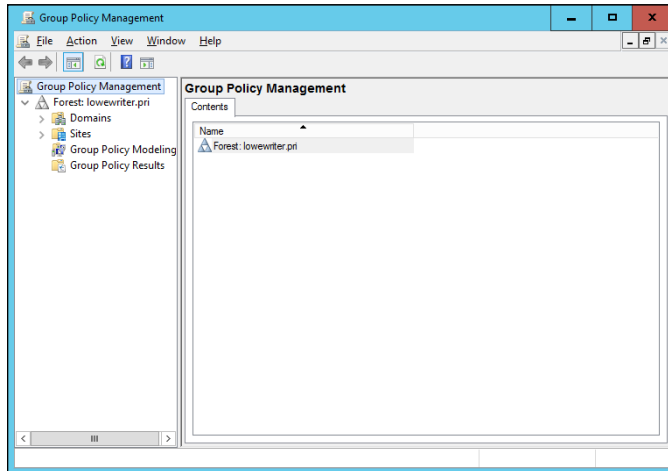 Group Policy Management
File Action View Window Help
Group Policy Management
Forest: lowewriter.pri
Domains
Sites
Group Policy Modeling
Group Policy Results
Group Policy Management
Contents
Name
Forest: lowewriter.pri